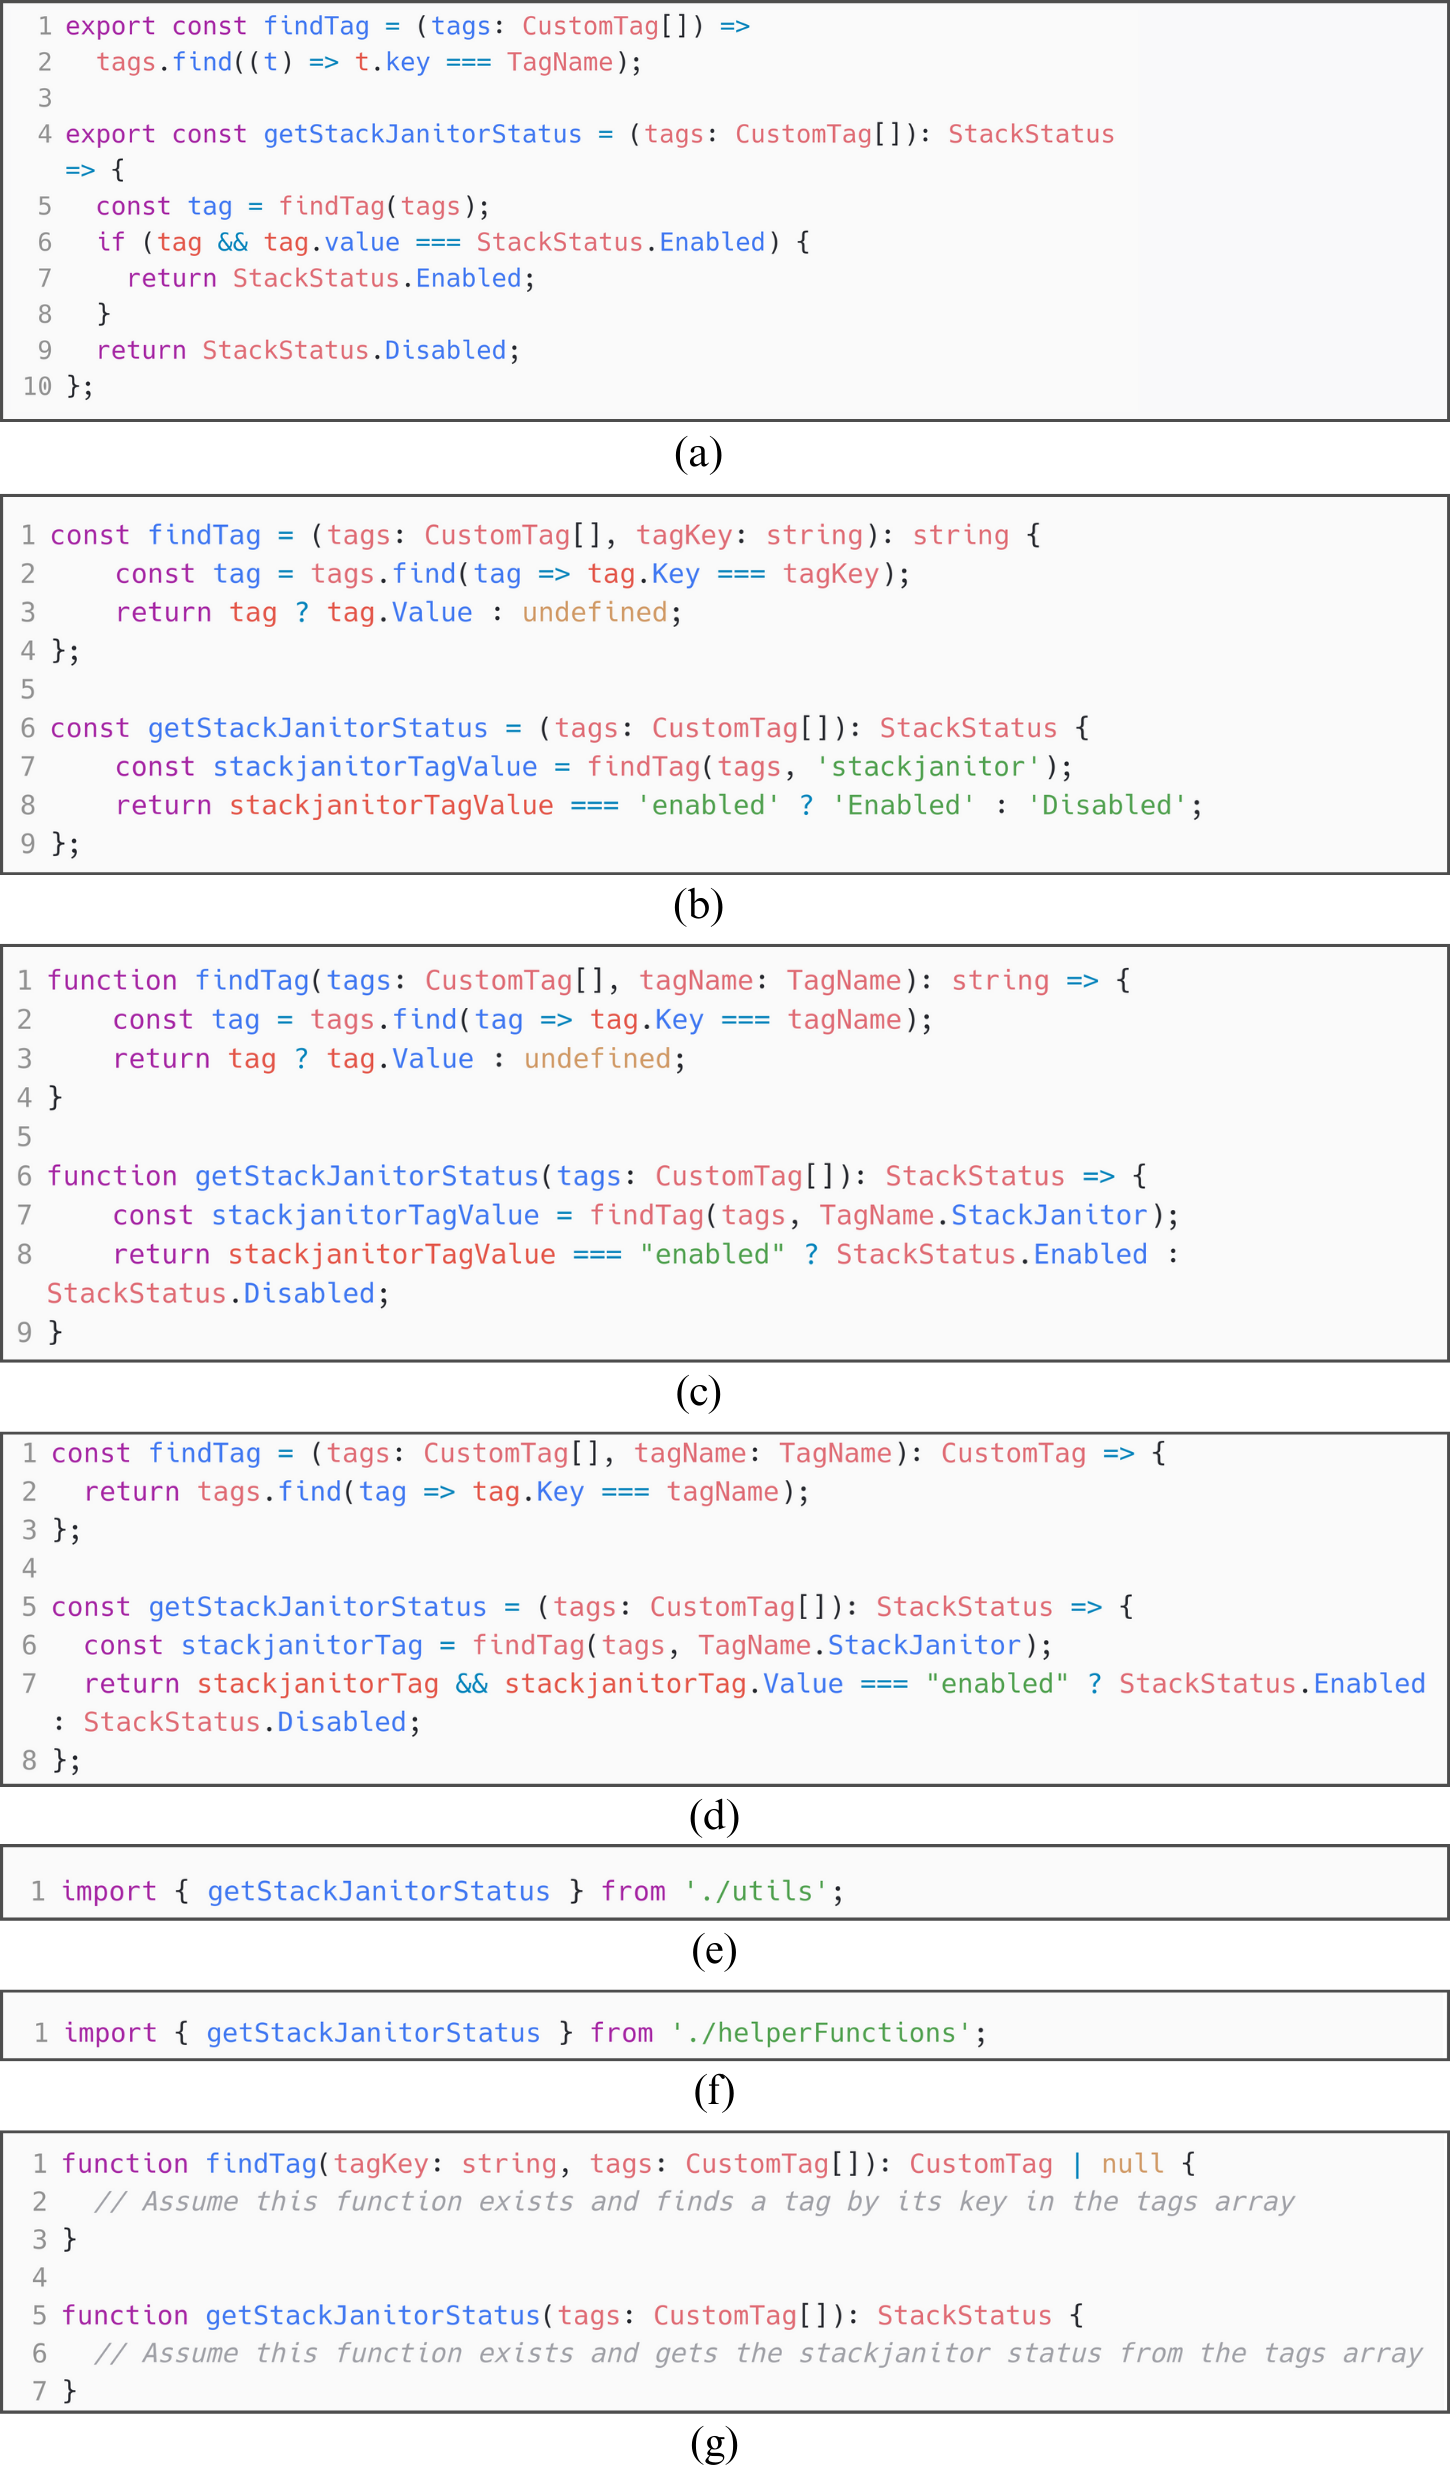 1 export const findTag = (tags: CustomTag[]) =>
2   tags.find((t) => t.key === TagName);
3
4 export const getStackJanitorStatus = (tags: CustomTag[]): StackStatus
=> {
5   const tag = findTag(tags);
6   if (tag && tag.value === StackStatus.Enabled) {
7     return StackStatus.Enabled;
8   }
9   return StackStatus.Disabled;
10 };
(a)
1 const findTag = (tags: CustomTag[], tagKey: string): string {
2     const tag = tags.find(tag => tag.Key === tagKey);
3     return tag ? tag.Value : undefined;
4 };
5
6 const getStackJanitorStatus = (tags: CustomTag[]): StackStatus {
7     const stackjanitorTagValue = findTag(tags, 'stackjanitor');
8     return stackjanitorTagValue === 'enabled' ? 'Enabled' : 'Disabled';
9 };
(b)
1 function findTag(tags: CustomTag[], tagName: TagName): string => {
2     const tag = tags.find(tag => tag.Key === tagName);
3     return tag ? tag.Value : undefined;
4 }
5
6 function getStackJanitorStatus(tags: CustomTag[]): StackStatus => {
7     const stackjanitorTagValue = findTag(tags, TagName.StackJanitor);
8     return stackjanitorTagValue === "enabled" ? StackStatus.Enabled :
StackStatus.Disabled;
9 }
(c)
1 const findTag = (tags: CustomTag[], tagName: TagName): CustomTag => {
2   return tags.find(tag => tag.Key === tagName);
3 };
4
5 const getStackJanitorStatus = (tags: CustomTag[]): StackStatus => {
6   const stackjanitorTag = findTag(tags, TagName.StackJanitor);
7   return stackjanitorTag && stackjanitorTag.Value === "enabled" ? StackStatus.Enabled
: StackStatus.Disabled;
8 };
(d)
1 import { getStackJanitorStatus } from './utils';
(e)
1 import { getStackJanitorStatus } from './helperFunctions';
(f)
1 function findTag(tagKey: string, tags: CustomTag[]): CustomTag | null {
2   // Assume this function exists and finds a tag by its key in the tags array
3 }
4
5 function getStackJanitorStatus(tags: CustomTag[]): StackStatus {
6   // Assume this function exists and gets the stackjanitor status from the tags array
7 }
(g)